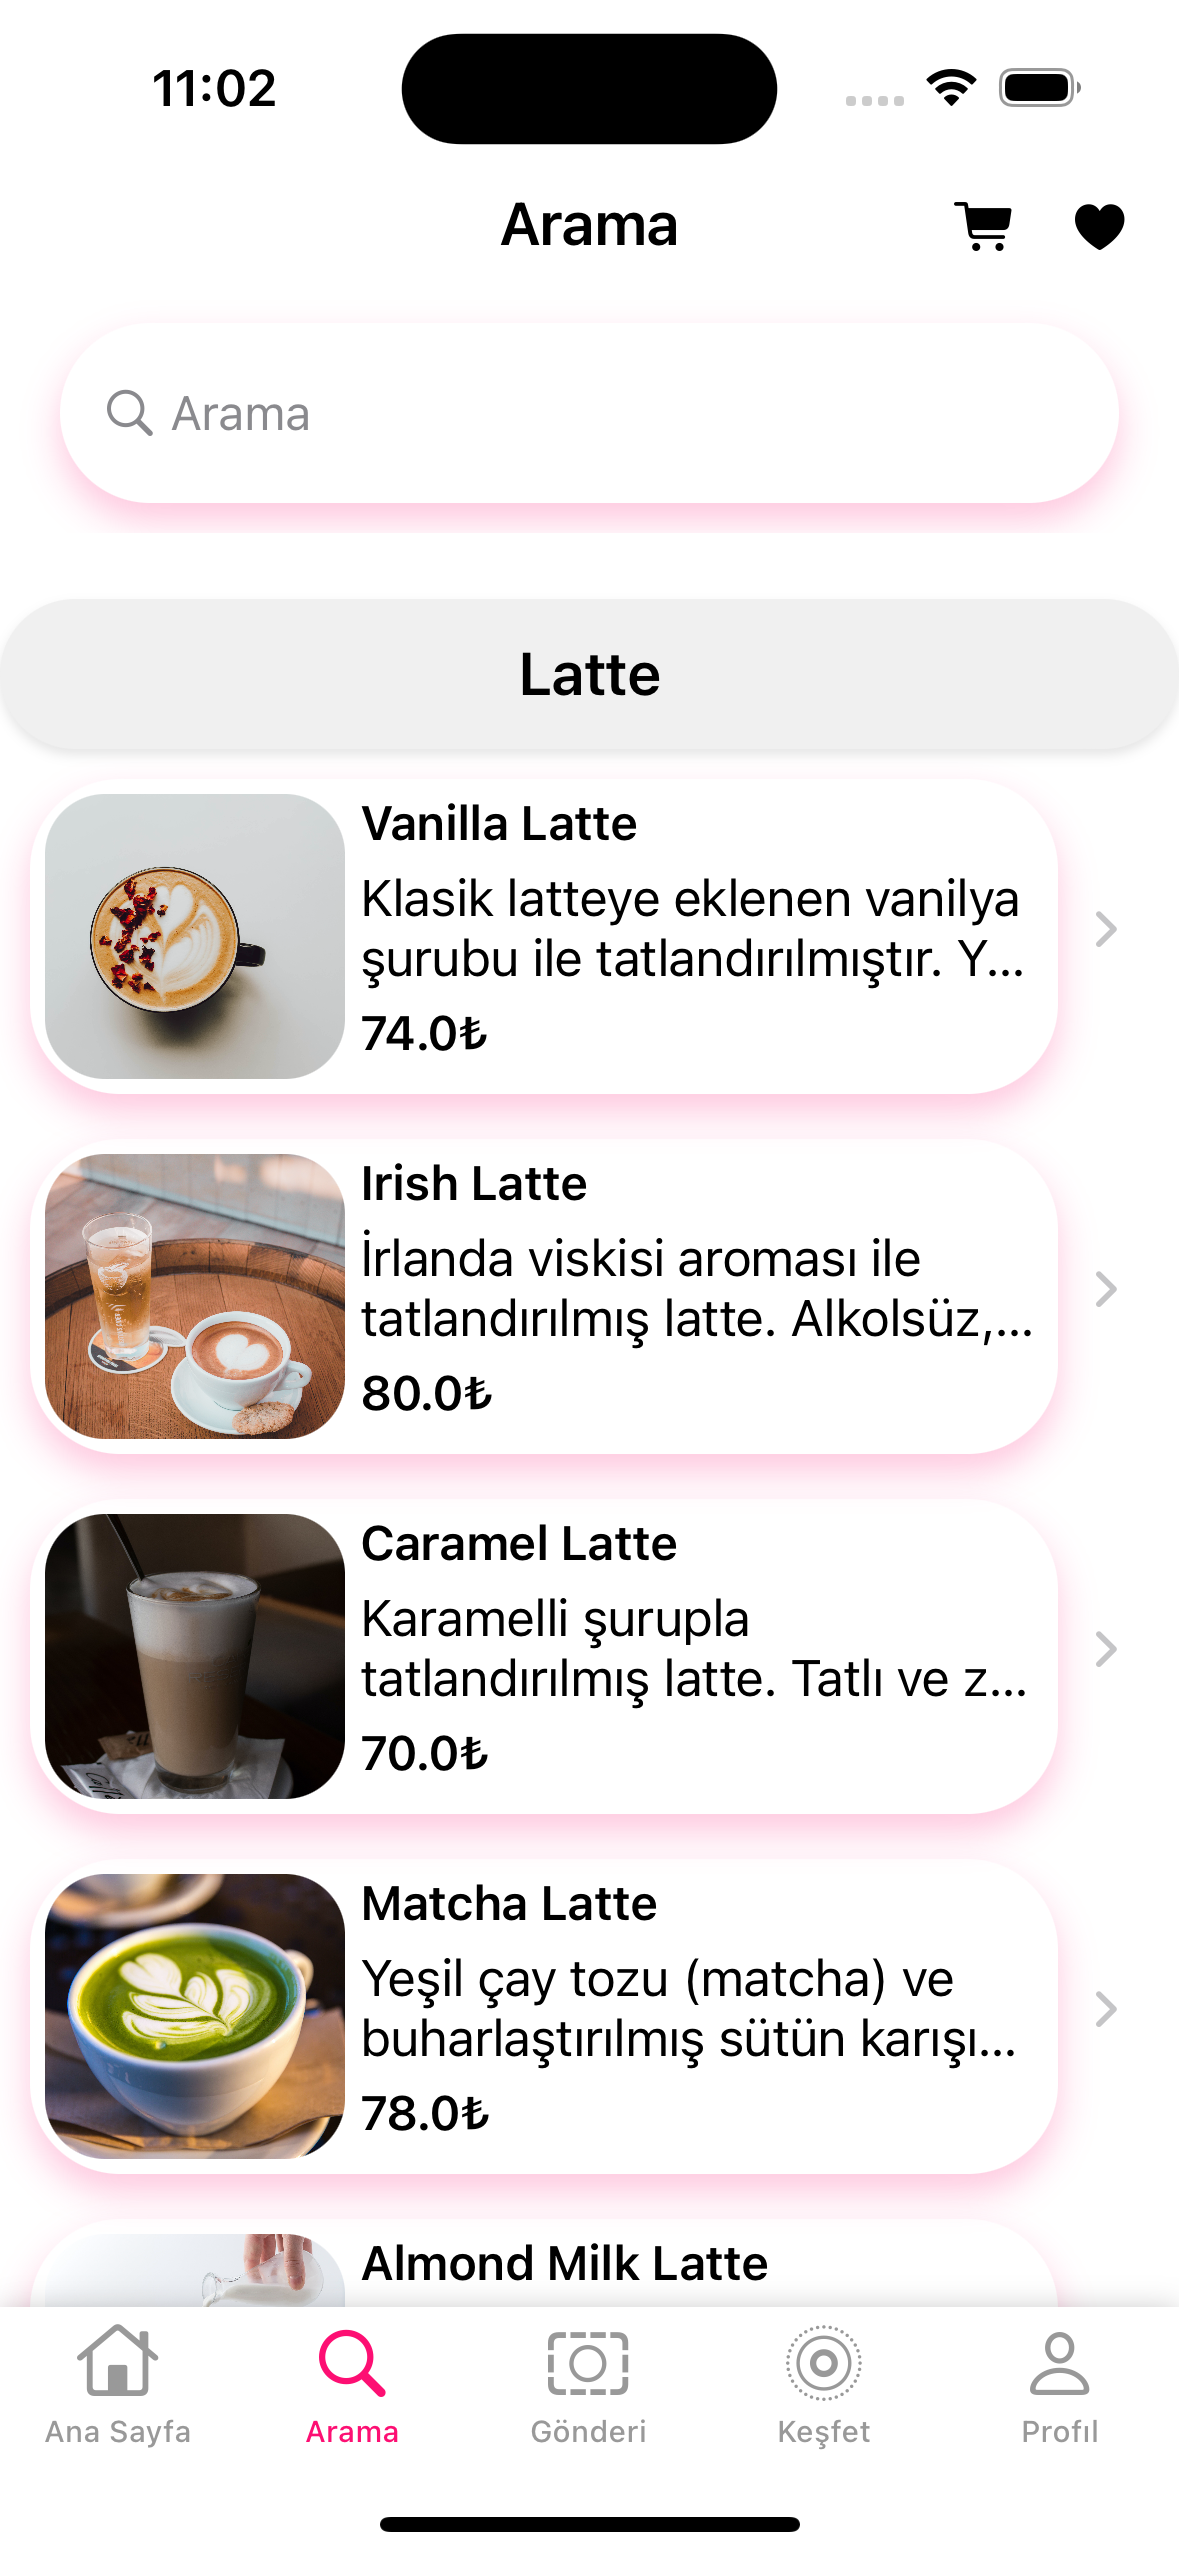 11:02
Arama
Arama
Latte
Vanilla Latte
Klasik latteye eklenen vanilya
şurubu ile tatlandırılmıştır. Y...
74.0₺
Irish Latte
İrlanda viskisi aroması ile
tatlandırılmış latte. Alkolsüz,...
80.0₺
Caramel Latte
Karamelli şurupla
tatlandırılmış latte. Tatlı ve z...
70.0₺
Matcha Latte
Yeşil çay tozu (matcha) ve
buharlaştırılmış sütün karışı...
78.0₺
Almond Milk Latte
Ana Sayfa
Arama
Gönderi
Keşfet
Profil